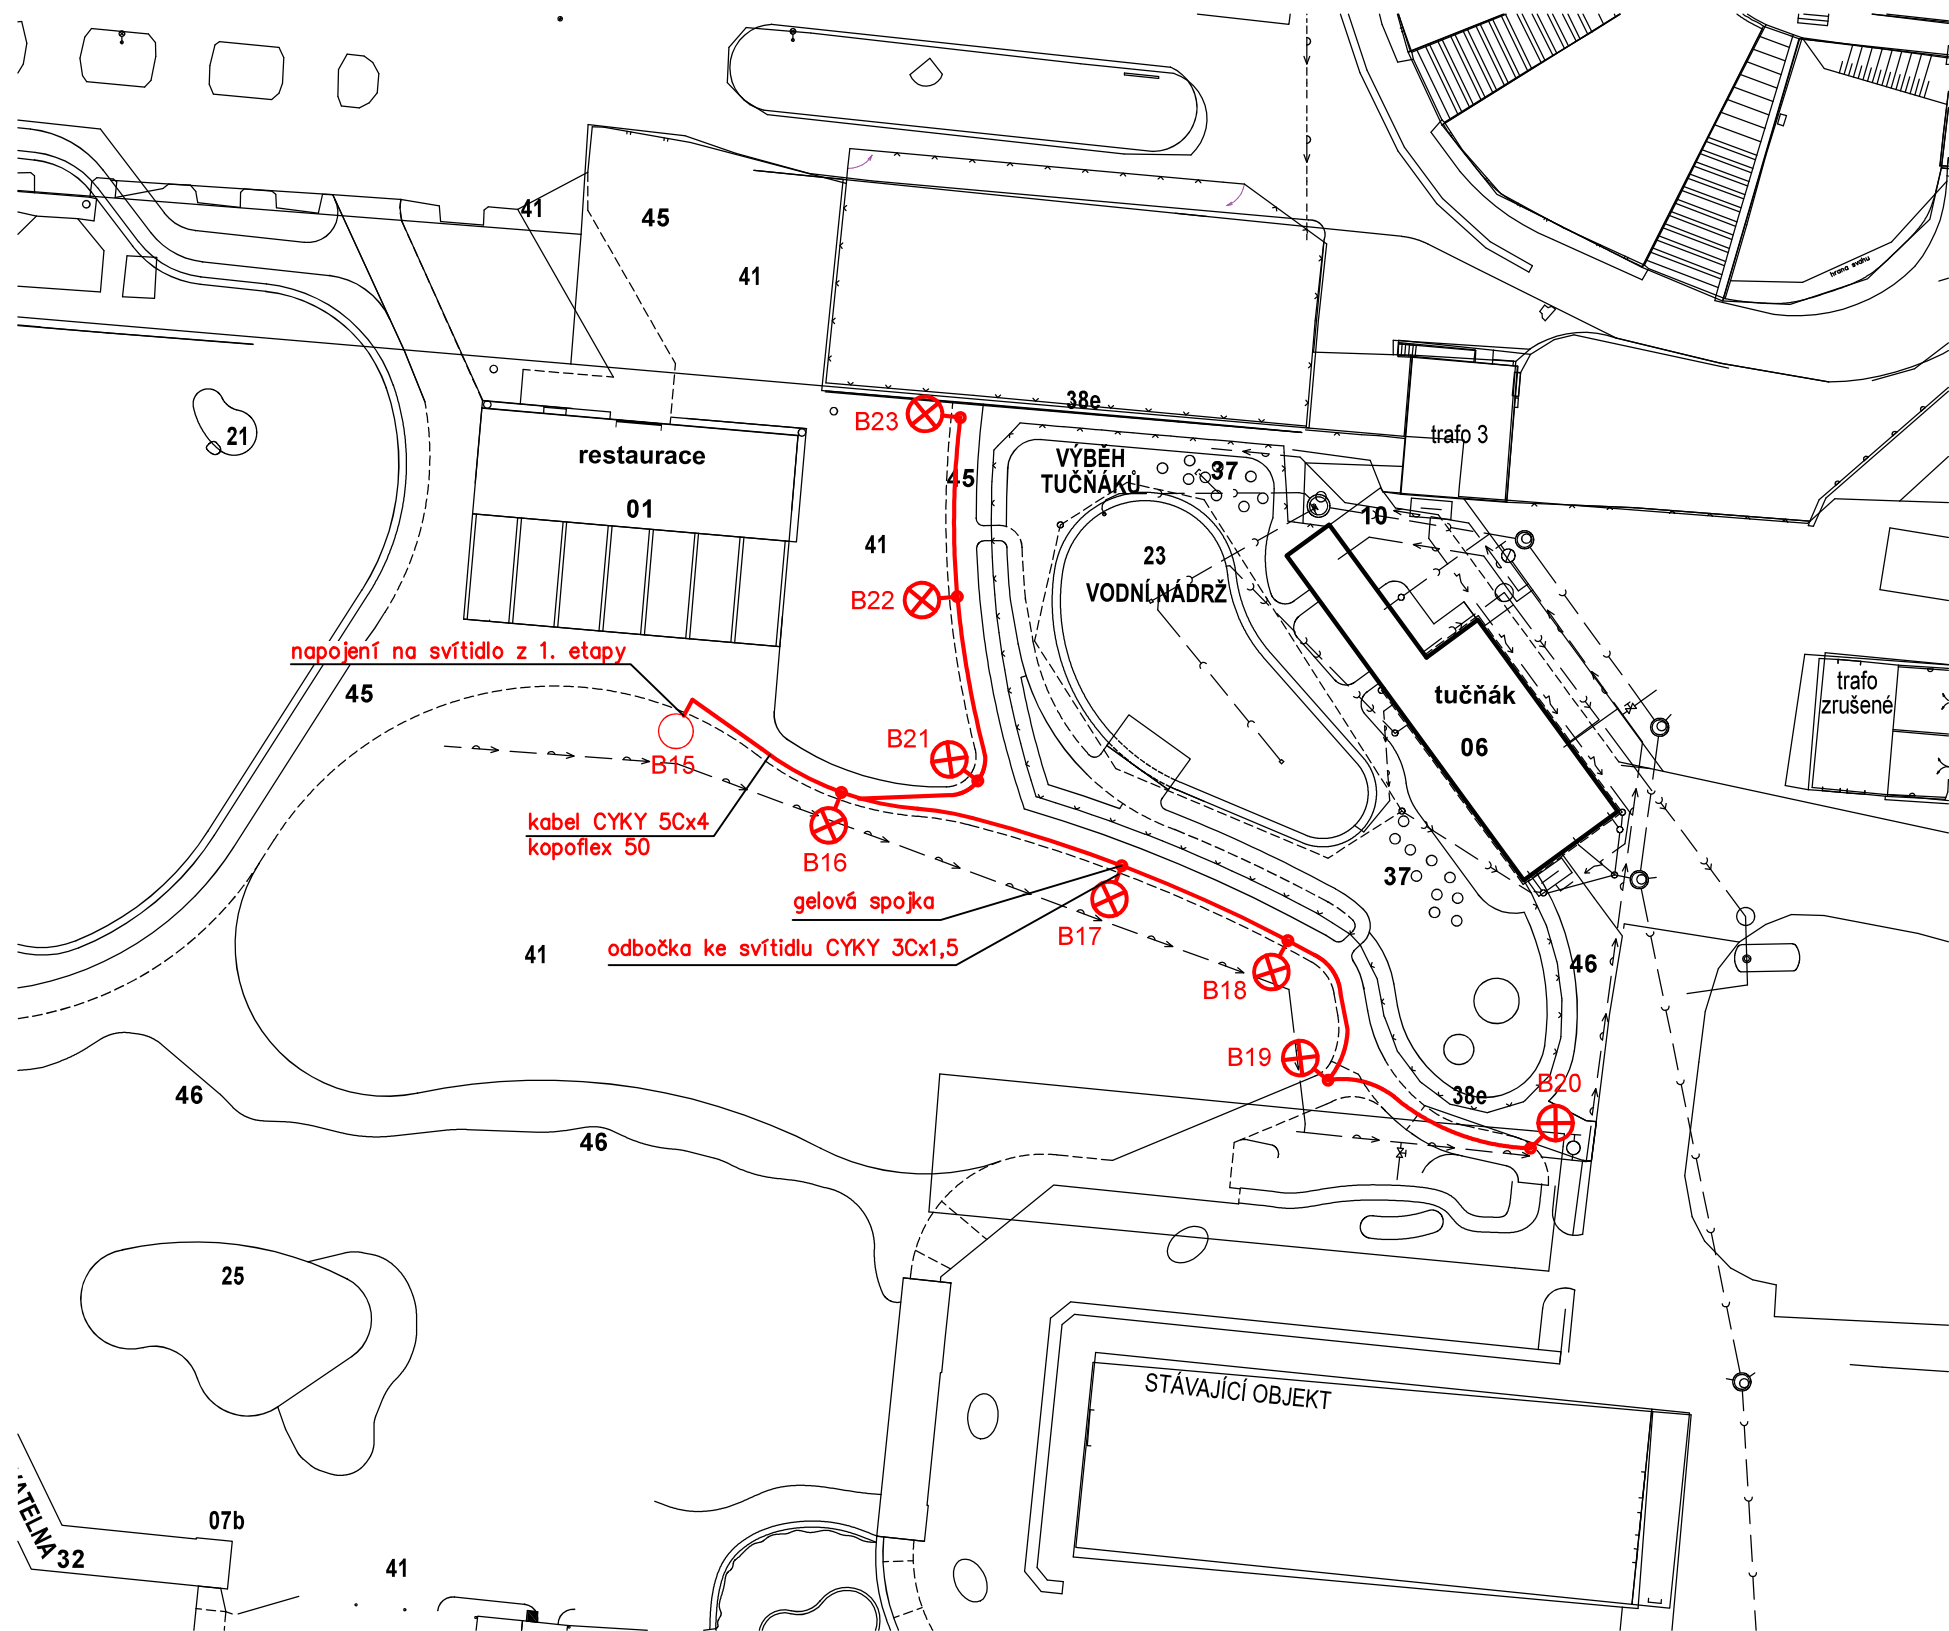 41
45
41
hrana svahu
21
38e
B23
restaurace
trafo 3
VÝBĚH
TUČŇÁKŮ
37
45
01
10
41
23
VODNÍ NÁDRŽ
B22
napojení na svítidlo z 1. etapy
45
tučňák
trafo
zrušené
06
B21
B15
kabel CYKY 5Cx4
kopoflex 50
B16
37
gelová spojka
B17
odbočka ke svítidlu CYKY 3Cx1,5
41
46
B18
B19
B20
38e
46
46
25
STÁVAJÍCÍ OBJEKT
ATELNA
07b
32
41